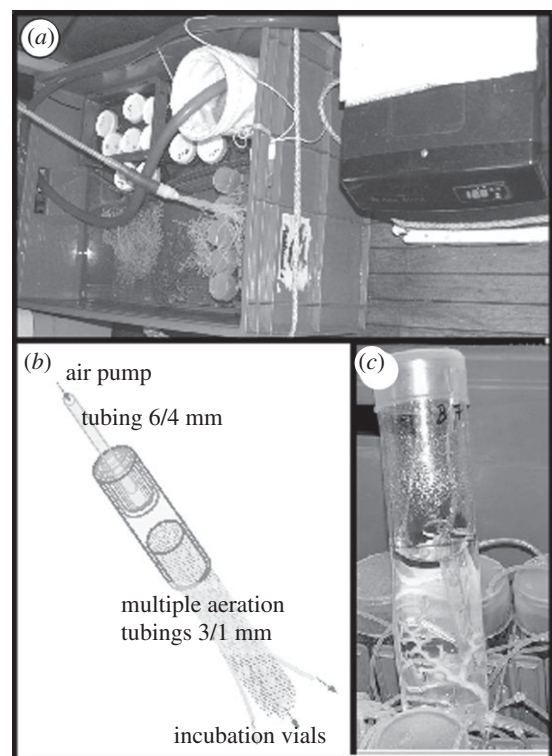 (a)
(b)
air pump
tubing 6/4 mm
multiple aeration
tubings 3/1 mm
incubation vials
(c)